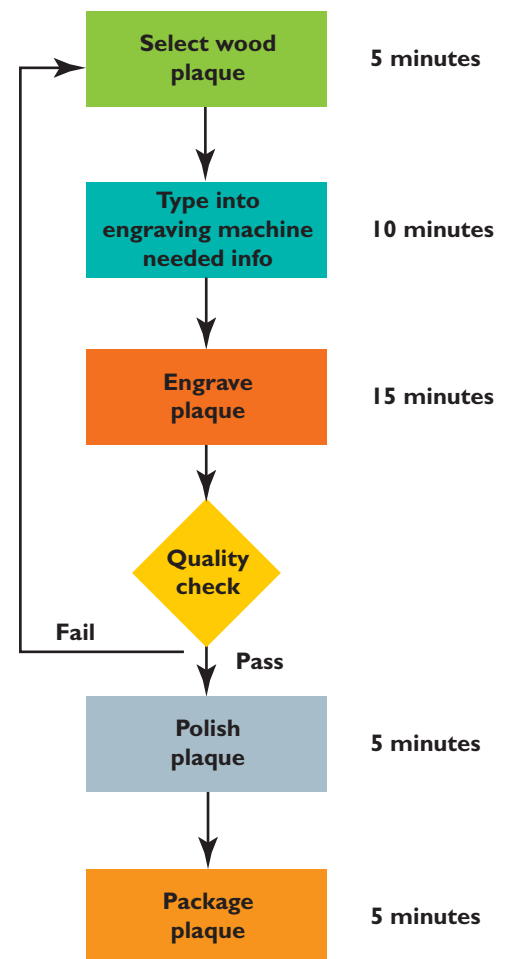 Select wood
plaque
5 minutes
Type into
engraving machine
needed info
10 minutes
Engrave
plaque
15 minutes
Quality
check
Fail
Pass
Polish
plaque
5 minutes
Package
plaque
5 minutes